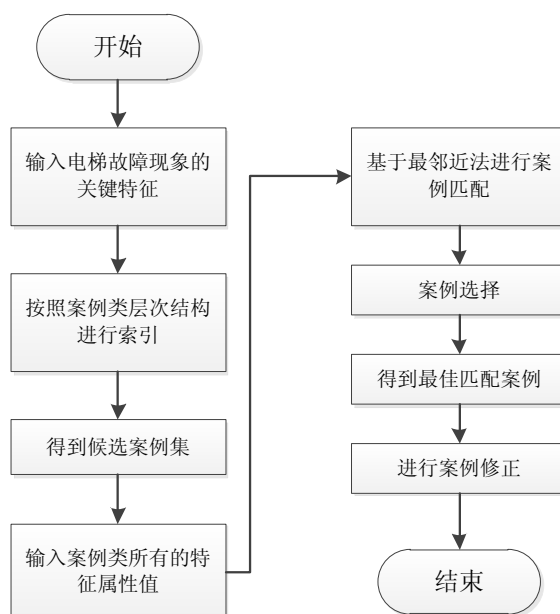 开始
输入电梯故障现象的
关键特征
按照案例类层次结构
进行索引
得到候选案例集
输入案例类所有的特
征属性值
基于最邻近法进行案
例匹配
案例选择
得到最佳匹配案例
进行案例修正
结束